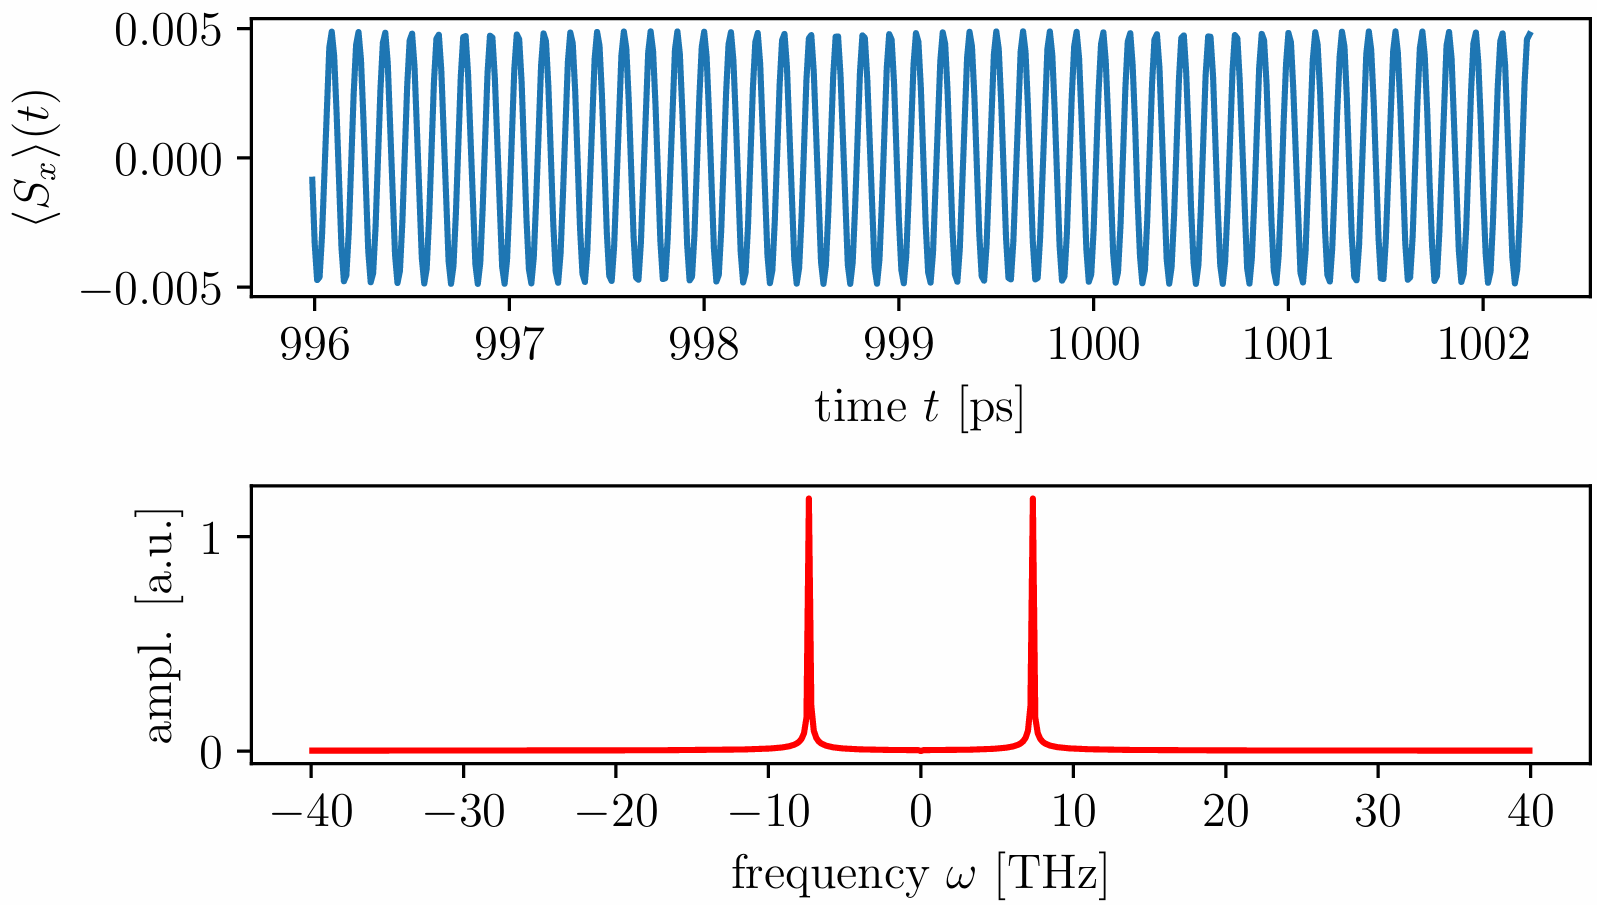 0.005
0.000
−0.005
⟨Sₓ⟩(t)
996 997 998 999 1000 1001 1002
time t [ps]
1
0
ampl. [a.u.]
−40 −30 −20 −10 0 10 20 30 40
frequency ω [THz]